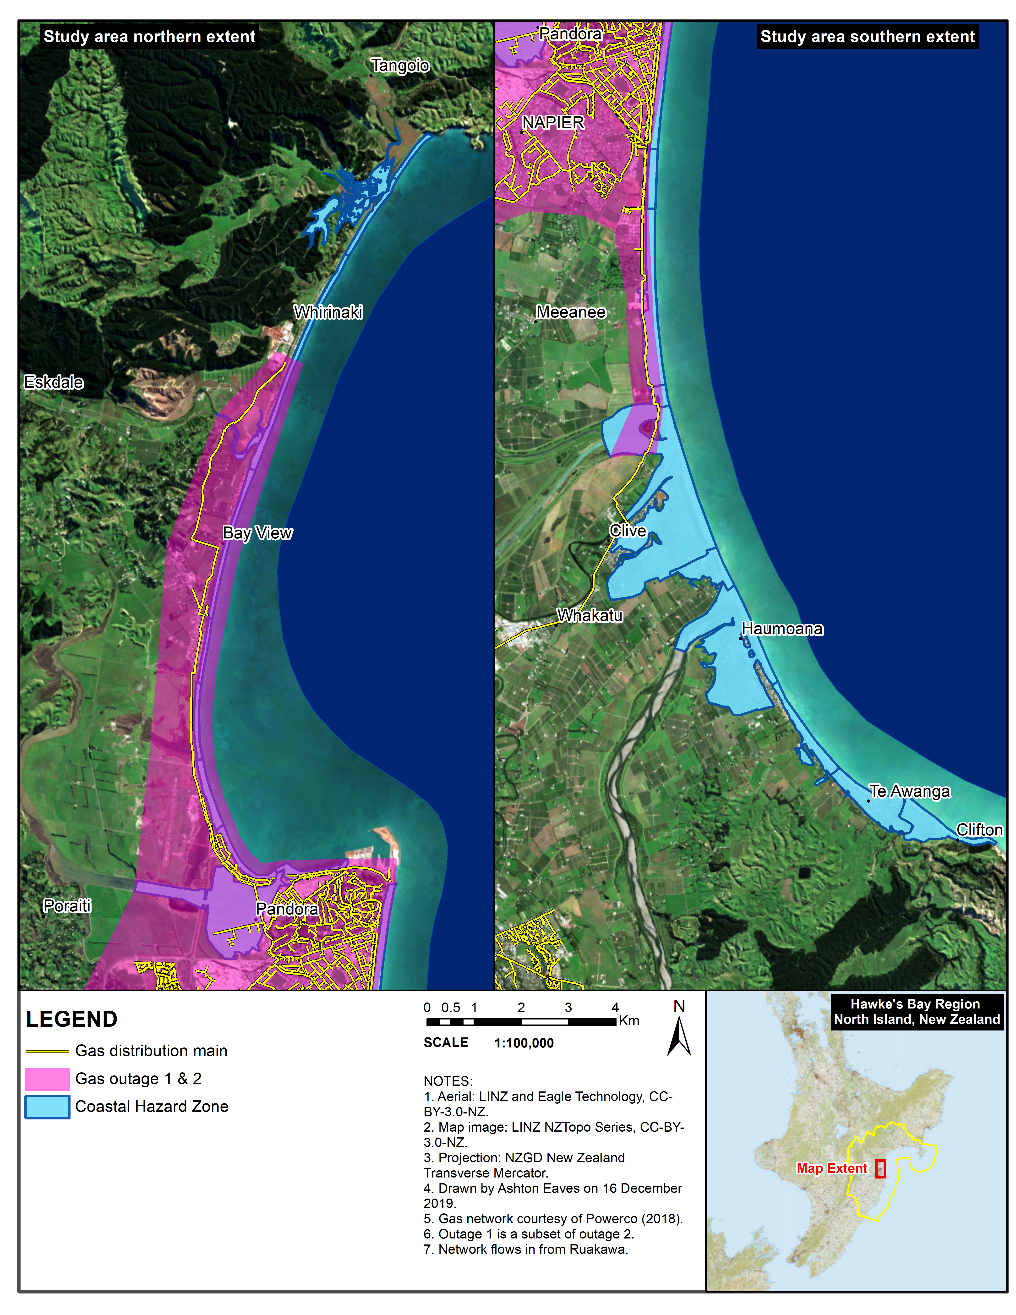 Study area northern extent
Tangoio
Whirinaki
Eskdale
Bay View
Poraiti
Pandora
Study area southern extent
Pandora
NAPIER
Meeanee
Clive
Whakatu
Haumoana
Te Awanga
Clifton
LEGEND
Gas distribution main
Gas outage 1 & 2
Coastal Hazard Zone
0 0.5 1 2 3 4
Km
SCALE 1:100,000
N
NOTES:
1. Aerial: LINZ and Eagle Technology, CC-
BY-3.0-NZ.
2. Map image: LINZ NZTopo Series, CC-BY-
3.0-NZ.
3. Projection: NZGD New Zealand
Transverse Mercator.
4. Drawn by Ashton Eaves on 16 December
2019.
5. Gas network courtesy of Powerco (2018).
6. Outage 1 is a subset of outage 2.
7. Network flows in from Ruakawa.
Hawke's Bay Region
North Island, New Zealand
Map Extent